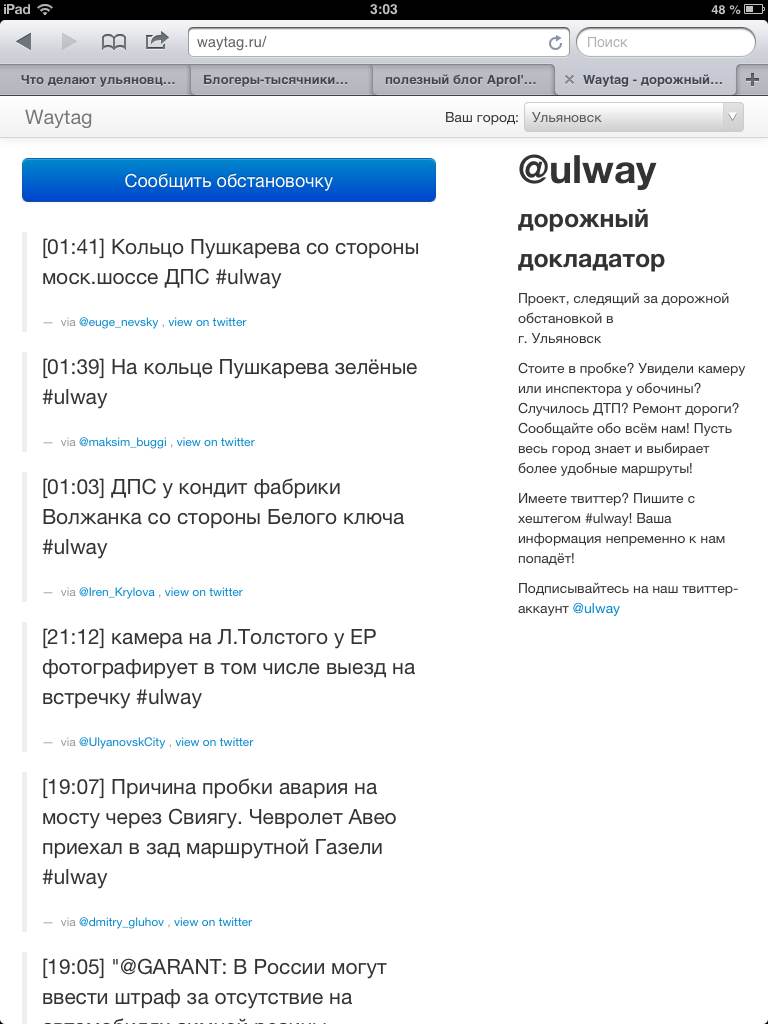 iPad
3:03
48 %
waytag.ru/
Поиск
Что делают ульяновц...
Блогеры-тысячники...
полезный блог Aprol'...
Waytag - дорожный...
Waytag
Ваш город:
Ульяновск
Сообщить обстановочку
[01:41] Кольцо Пушкарева со стороны
моск.шоссе ДПС #ulway
— via @euge_nevsky , view on twitter
[01:39] На кольце Пушкарева зелёные
#ulway
— via @maksim_buggi , view on twitter
[01:03] ДПС у кондит фабрики
Волжанка со стороны Белого ключа
#ulway
— via @Iren_Krylova , view on twitter
[21:12] камера на Л.Толстого у ЕР
фотографирует в том числе выезд на
встречку #ulway
— via @UlyanovskCity , view on twitter
[19:07] Причина пробки авария на
мосту через Свиягу. Чевролет Авео
приехал в зад маршрутной Газели
#ulway
— via @dmitry_gluhov , view on twitter
[19:05] "@GARANT: В России могут
ввести штраф за отсутствие на
автомобилях зимней резины
@ulway
дорожный
докладатор
Проект, следящий за дорожной
обстановкой в
г. Ульяновск
Стоите в пробке? Увидели камеру
или инспектора у обочины?
Случилось ДТП? Ремонт дороги?
Сообщайте обо всём нам! Пусть
весь город знает и выбирает
более удобные маршруты!
Имеете твиттер? Пишите с
хештегом #ulway! Ваша
информация непременно к нам
попадёт!
Подписывайтесь на наш твиттер-
аккаунт @ulway